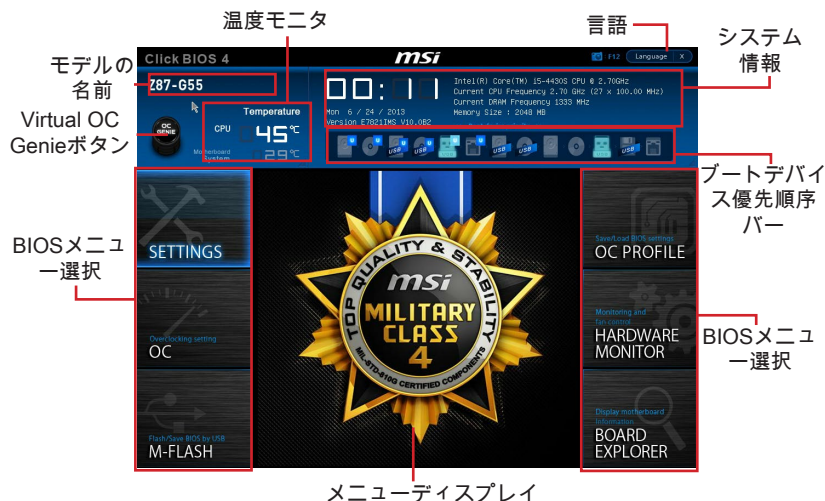 温度モニタ
言語
システム
情報
モデルの
名前
Virtual OC
Genieボタン
Click BIOS 4
msi
F12
Language
X
Z87-G55
OC
GENIE
Temperature
CPU
45℃
Motherboard
System
29℃
00:11
Mon 6 / 24 / 2013
Version E7821IMS V10.0B2
Intel(R) Core(TM) i5-4430S CPU @ 2.70GHz
Current CPU Frequency 2.70 GHz (27 x 100.00 MHz)
Current DRAM Frequency 1333 MHz
Memory Size : 2048 MB
U
U
USB U
USB U
U
U
USB
USB
USB
ブートデバイ
ス優先順序
バー
BIOSメニュ
ー選択
SETTINGS
Overclocking setting
OC
Flash/Save BIOS by USB
M-FLASH
TOP QUALITY & STABILITY
msi
MILITARY
CLASS
4
MIL-STD-810G CERTIFIED COMPONENTS
Save/Load BIOS settings
OC PROFILE
Monitoring and
fan control
HARDWARE
MONITOR
Display motherboard
information
BOARD
EXPLORER
BIOSメニュ
ー選択
メニューディスプレイ